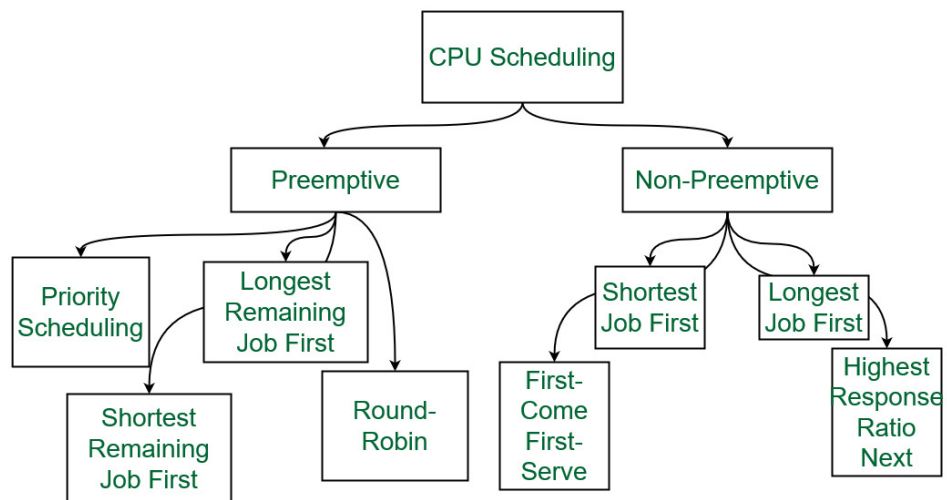 CPU Scheduling
Preemptive
Non-Preemptive
Priority
Scheduling
Longest
Remaining
Job First
Shortest
Job First
Longest
Job First
Shortest
Remaining
Job First
Round-
Robin
First-
Come
First-
Serve
Highest
Response
Ratio
Next